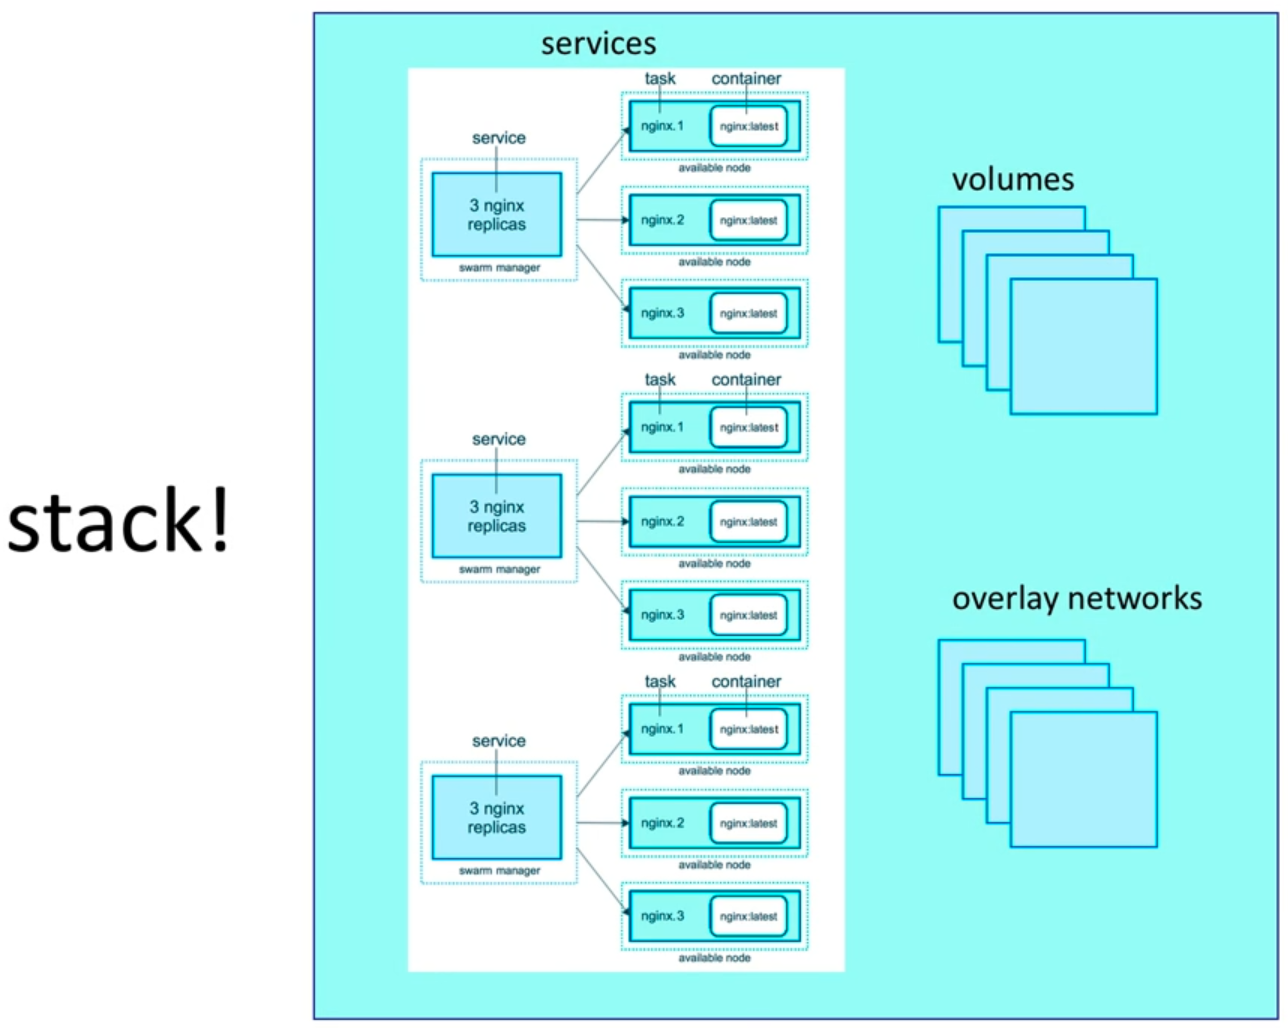 stack!
services
task container
nginx.1 nginx:latest
available node
service
3 nginx
replicas
swarm manager
nginx.2 nginx:latest
available node
nginx.3 nginx:latest
available node
task container
nginx.1 nginx:latest
available node
service
3 nginx
replicas
swarm manager
nginx.2 nginx:latest
available node
nginx.3 nginx:latest
available node
task container
nginx.1 nginx:latest
available node
service
3 nginx
replicas
swarm manager
nginx.2 nginx:latest
available node
nginx.3 nginx:latest
available node
volumes
overlay networks